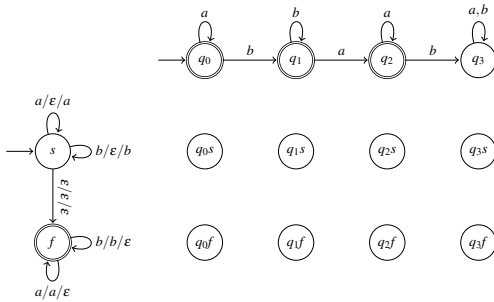 a b a a, b
q0 b q1 a q2 b q3
a/ε/a
s b/ε/b q0s q1s q2s q3s
ε/ε/ε
f b/b/ε q0f q1f q2f q3f
a/a/ε